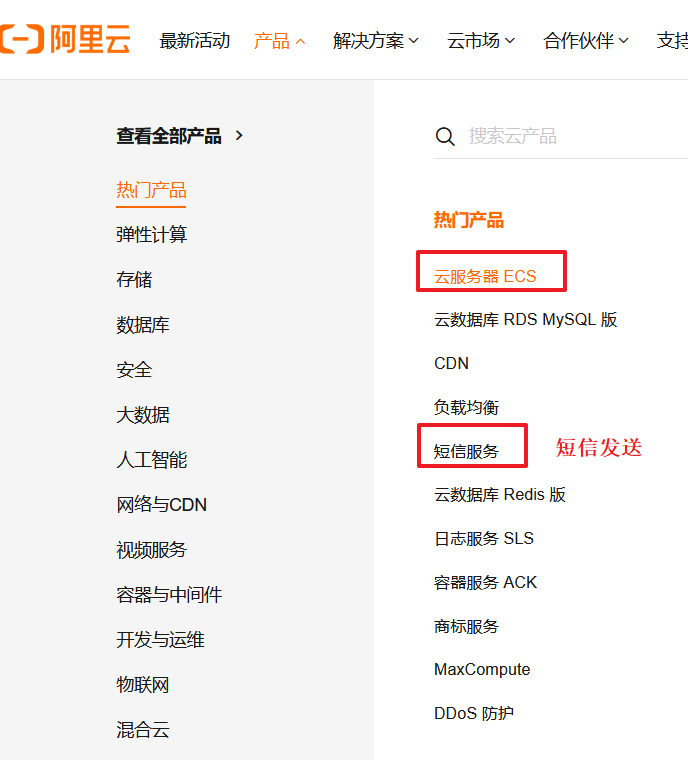 阿里云 最新活动 产品 解决方案 云市场 合作伙伴 支持
查看全部产品
热门产品
弹性计算
存储
数据库
安全
大数据
人工智能
网络与CDN
视频服务
容器与中间件
开发与运维
物联网
混合云
搜索云产品
热门产品
云服务器 ECS
云数据库 RDS MySQL 版
CDN
负载均衡
短信服务 短信发送
云数据库 Redis 版
日志服务 SLS
容器服务 ACK
商标服务
MaxCompute
DDoS 防护